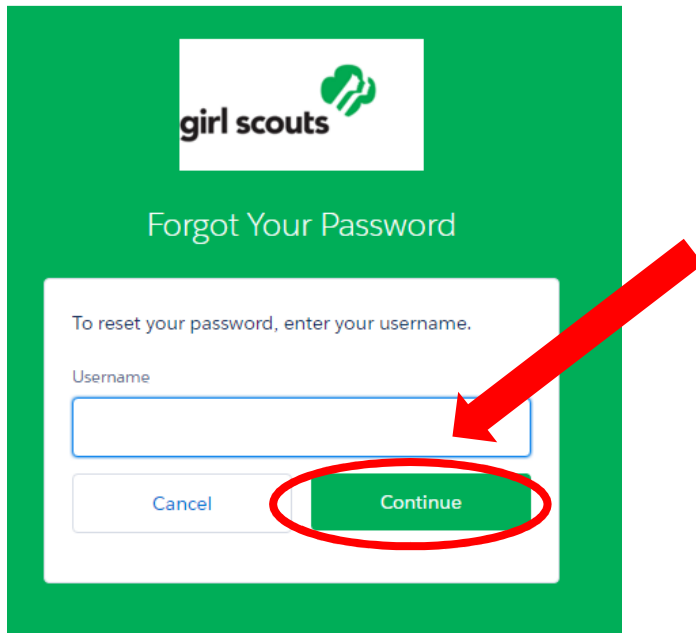 girl scouts
Forgot Your Password
To reset your password, enter your username.
Username
Cancel
Continue